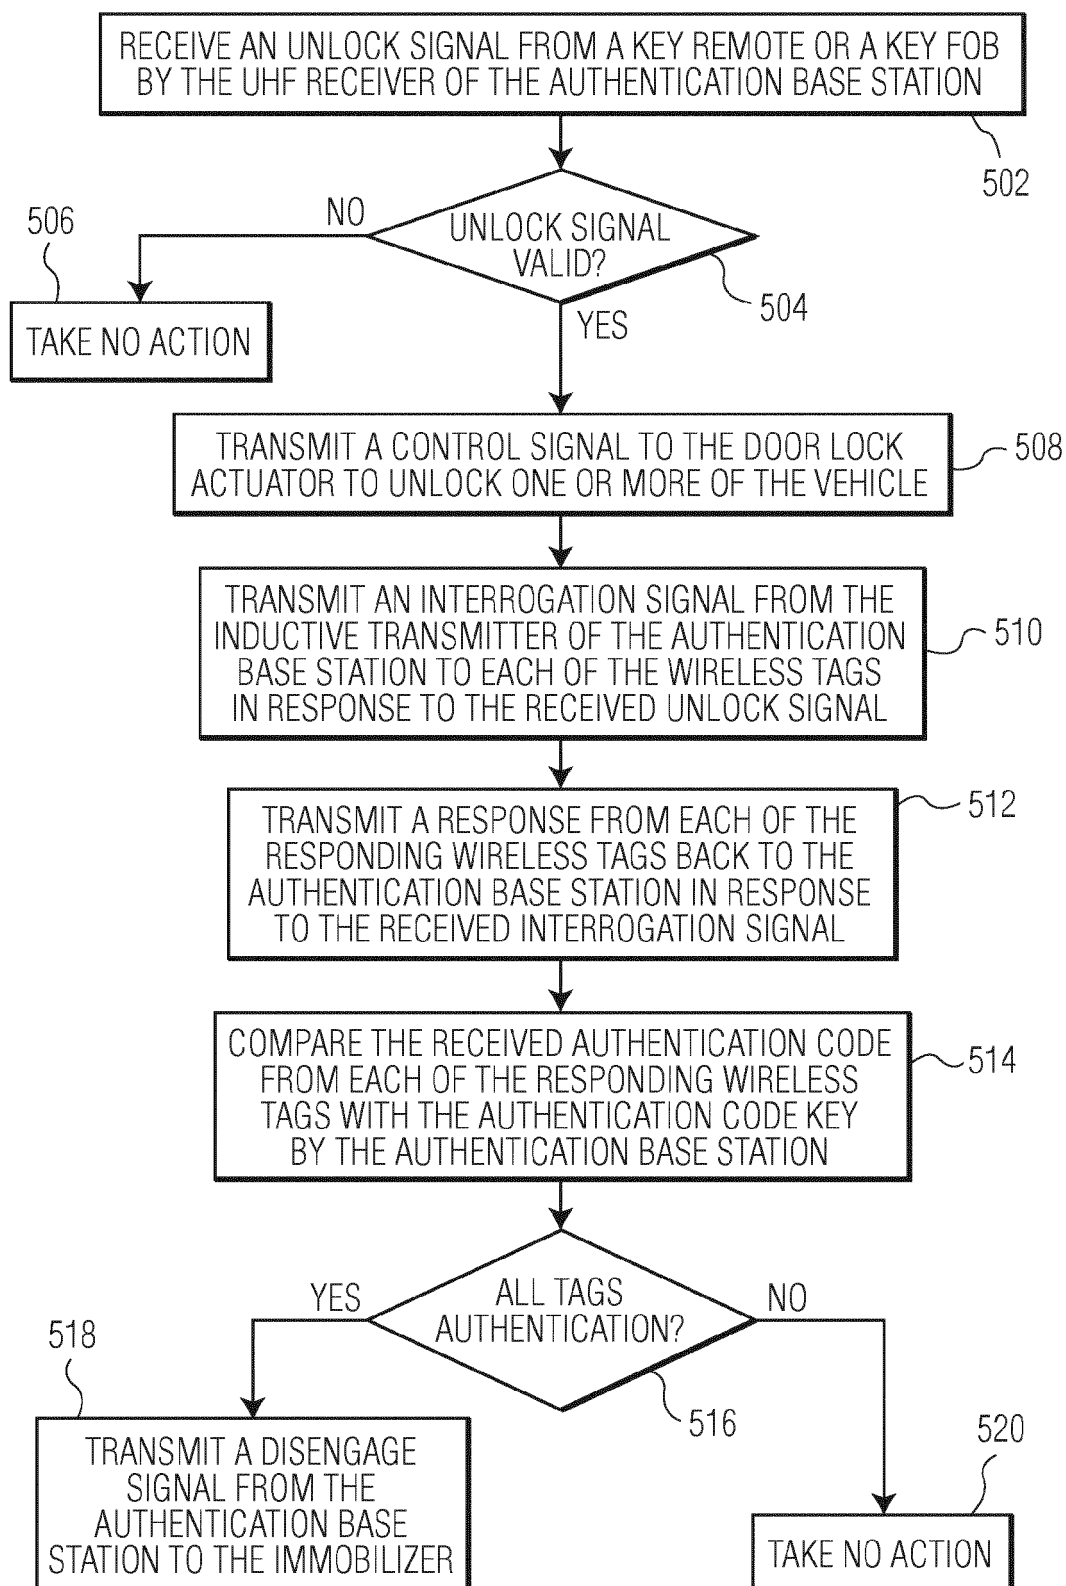 RECEIVE AN UNLOCK SIGNAL FROM A KEY REMOTE OR A KEY FOB
BY THE UHF RECEIVER OF THE AUTHENTICATION BASE STATION
502
UNLOCK SIGNAL
VALID?
504
NO
506
TAKE NO ACTION
YES
TRANSMIT A CONTROL SIGNAL TO THE DOOR LOCK
ACTUATOR TO UNLOCK ONE OR MORE OF THE VEHICLE
508
TRANSMIT AN INTERROGATION SIGNAL FROM THE
INDUCTIVE TRANSMITTER OF THE AUTHENTICATION
BASE STATION TO EACH OF THE WIRELESS TAGS
IN RESPONSE TO THE RECEIVED UNLOCK SIGNAL
510
TRANSMIT A RESPONSE FROM EACH OF THE
RESPONDING WIRELESS TAGS BACK TO THE
AUTHENTICATION BASE STATION IN RESPONSE
TO THE RECEIVED INTERROGATION SIGNAL
512
COMPARE THE RECEIVED AUTHENTICATION CODE
FROM EACH OF THE RESPONDING WIRELESS
TAGS WITH THE AUTHENTICATION CODE KEY
BY THE AUTHENTICATION BASE STATION
514
ALL TAGS
AUTHENTICATION?
516
YES
518
TRANSMIT A DISENGAGE
SIGNAL FROM THE
AUTHENTICATION BASE
STATION TO THE IMMOBILIZER
NO
520
TAKE NO ACTION